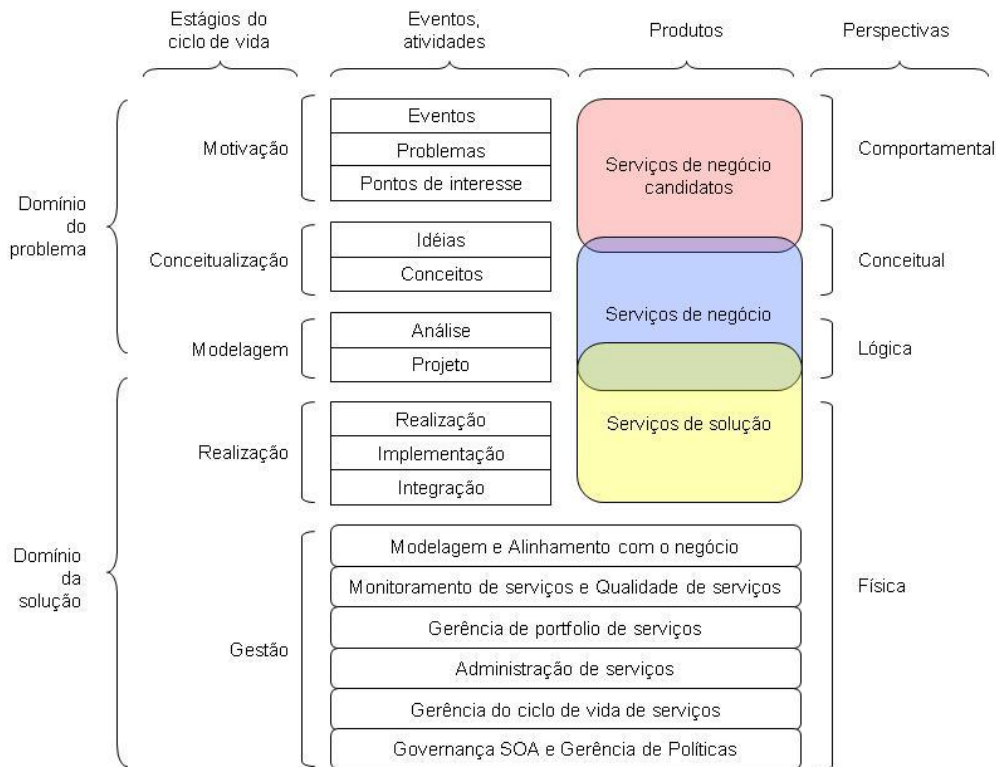 Estágios do
ciclo de vida
Eventos,
atividades
Produtos
Perspectivas
Domínio
do
problema
Motivação
Eventos
Problemas
Pontos de interesse
Serviços de negócio
candidatos
Comportamental
Conceitualização
Idéias
Conceitos
Serviços de negócio
Conceitual
Modelagem
Análise
Projeto
Lógica
Domínio
da
solução
Realização
Realização
Implementação
Integração
Serviços de solução
Física
Gestão
Modelagem e Alinhamento com o negócio
Monitoramento de serviços e Qualidade de serviços
Gerência de portfolio de serviços
Administração de serviços
Gerência do ciclo de vida de serviços
Governança SOA e Gerência de Políticas